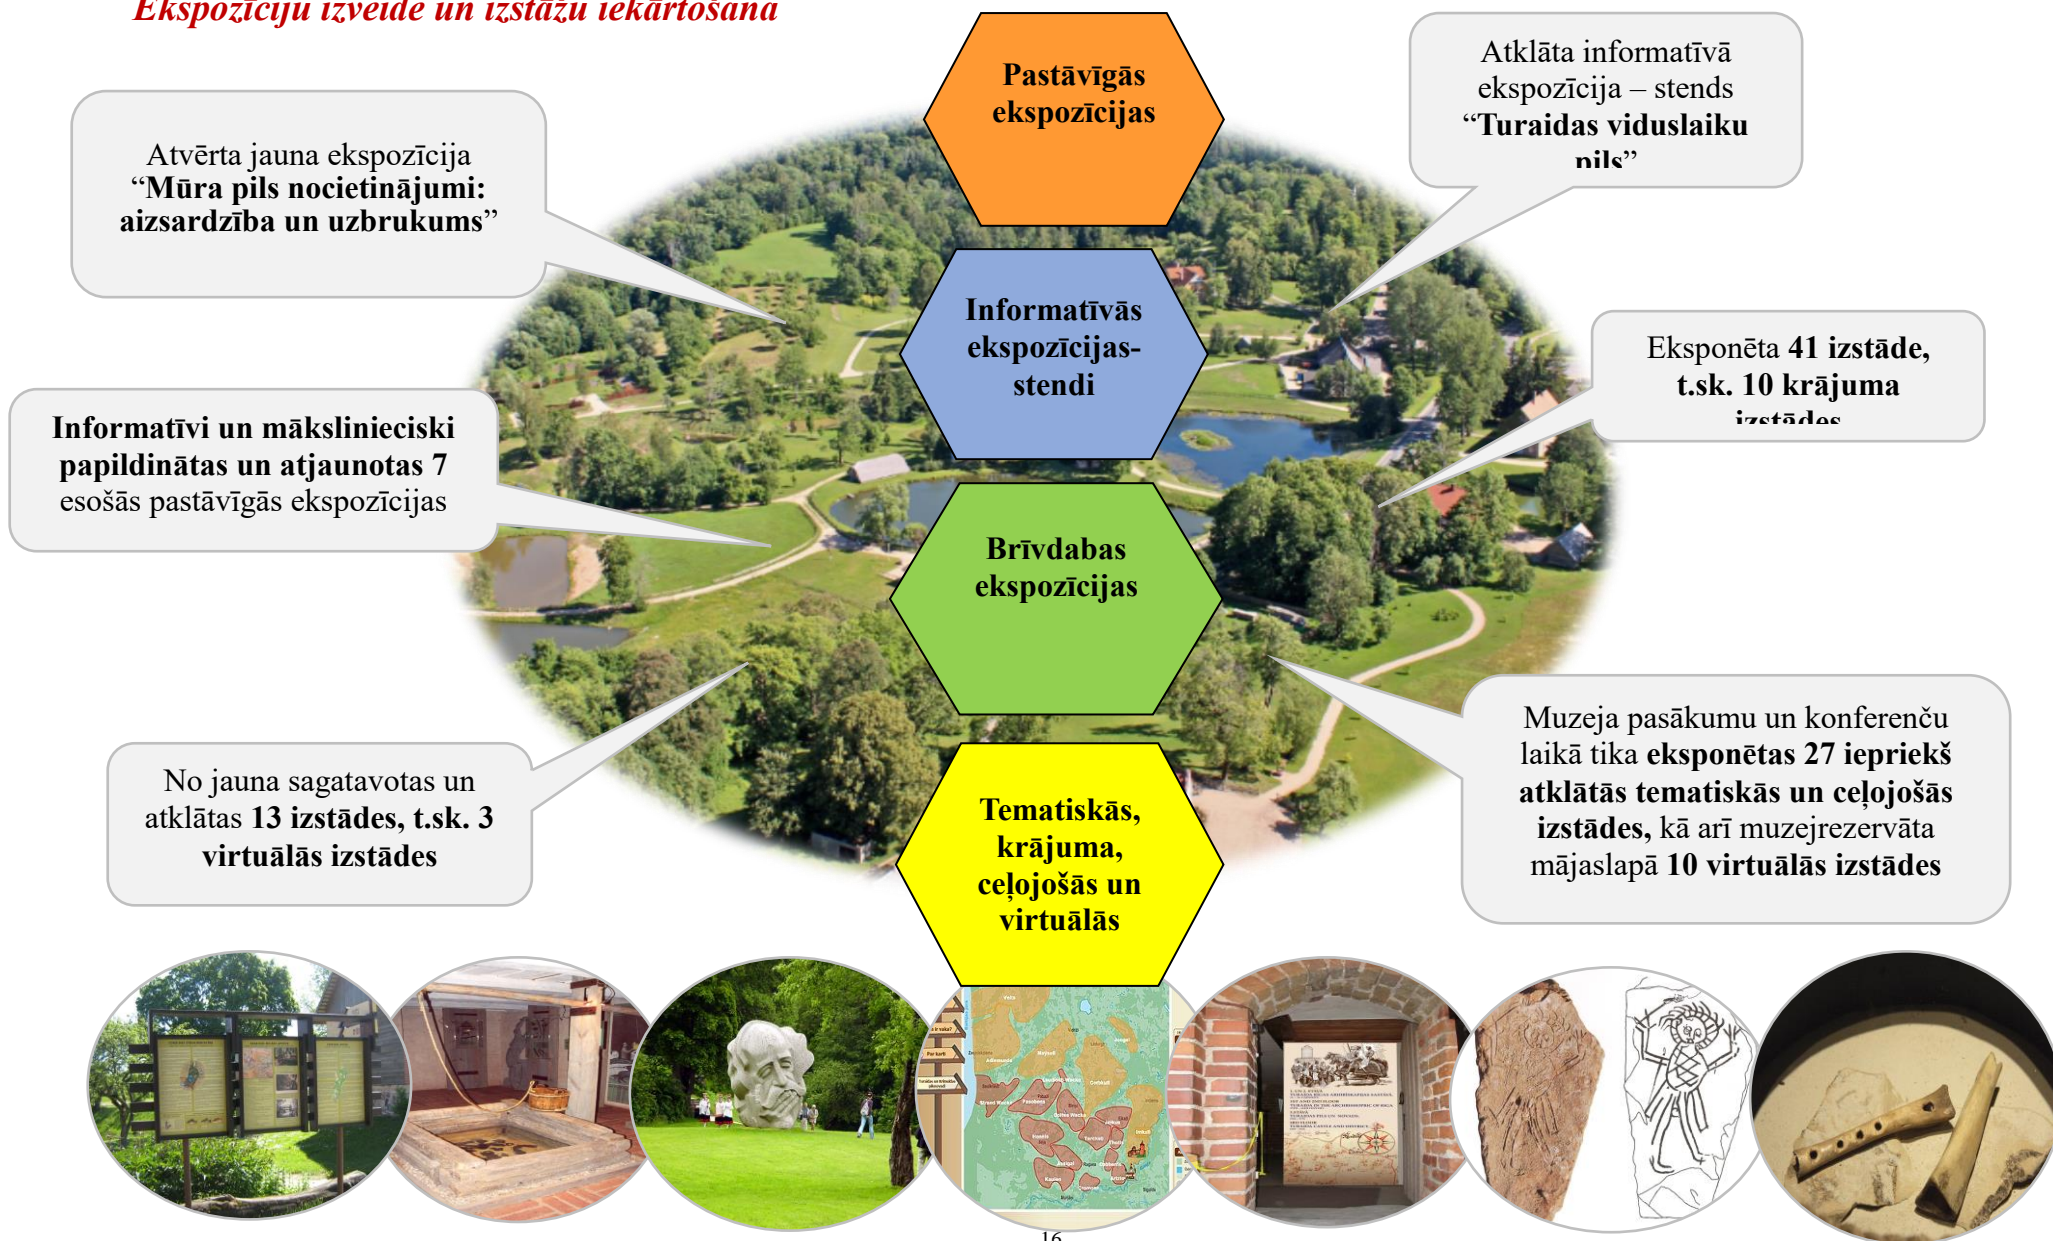 Ekspozīciju izveide un izstāžu iekārtošana
Pastāvīgās
ekspozīcijas
Atklāta informatīvā
ekspozīcija – stends
“Turaidas viduslaiku
pils”
Atvērta jauna ekspozīcija
“Mūra pils nocietinājumi:
aizsardzība un uzbrukums”
Informatīvās
ekspozīcijas-
stendi
Eksponēta 41 izstāde,
t.sk. 10 krājuma
izstādes
Informatīvi un mākslinieciski
papildinātas un atjaunotas 7
esošās pastāvīgās ekspozīcijas
Brīvdabas
ekspozīcijas
No jauna sagatavotas un
atklātas 13 izstādes, t.sk. 3
virtuālās izstādes
Tematiskās,
krājuma,
ceļojošās un
virtuālās
Muzeja pasākumu un konferenču
laikā tika eksponētas 27 iepriekš
atklātās tematiskās un ceļojošās
izstādes, kā arī muzejrezervāta
mājaslapā 10 virtuālās izstādes
Par karti
16